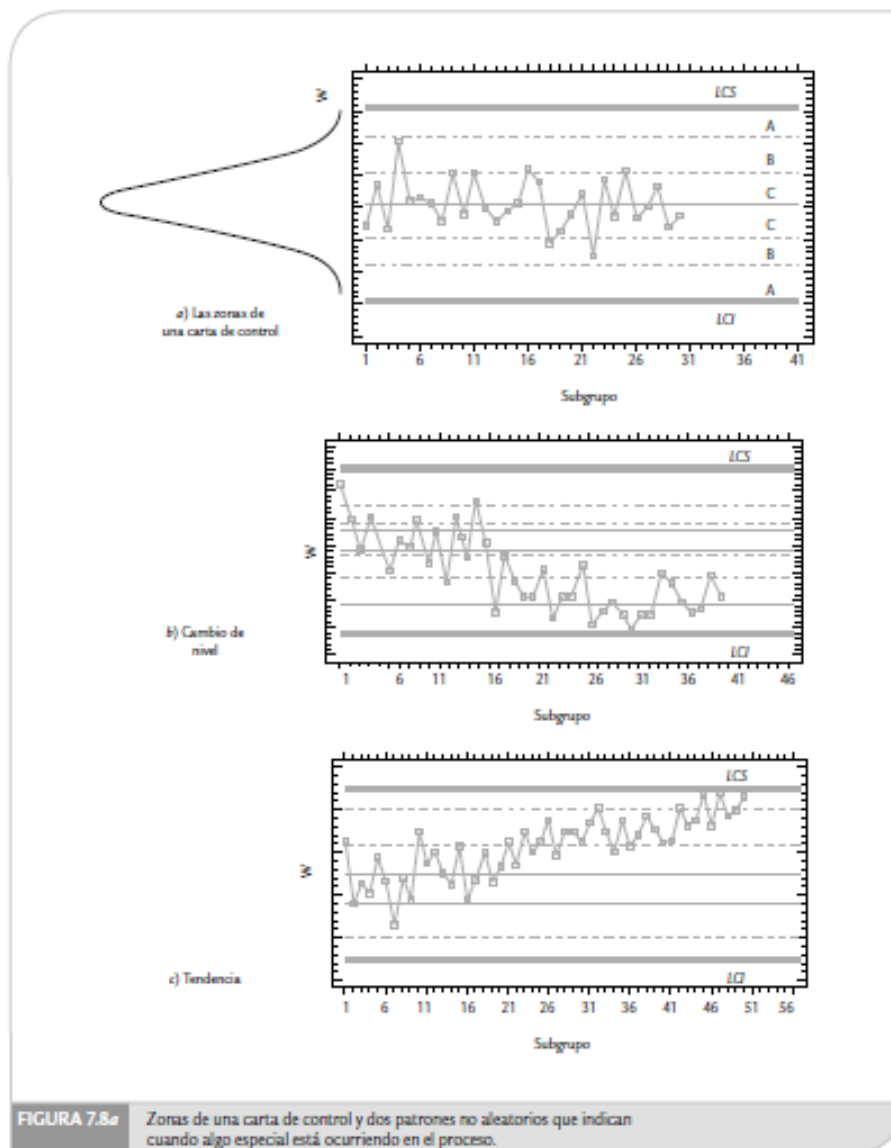 W
LCS
A
B
C
C
B
A
LCI
a) Las zonas de
una carta de control
1 6 11 16 21 26 31 36 41
Subgrupo
W
LCS
b) Cambio de
nivel
LCI
1 6 11 16 21 26 31 36 41 46
Subgrupo
W
LCS
c) Tendencia
LCI
1 6 11 16 21 26 31 36 41 46 51 56
Subgrupo
FIGURA 7.8a Zonas de una carta de control y dos patrones no aleatorios que indican
cuando algo especial está ocurriendo en el proceso.